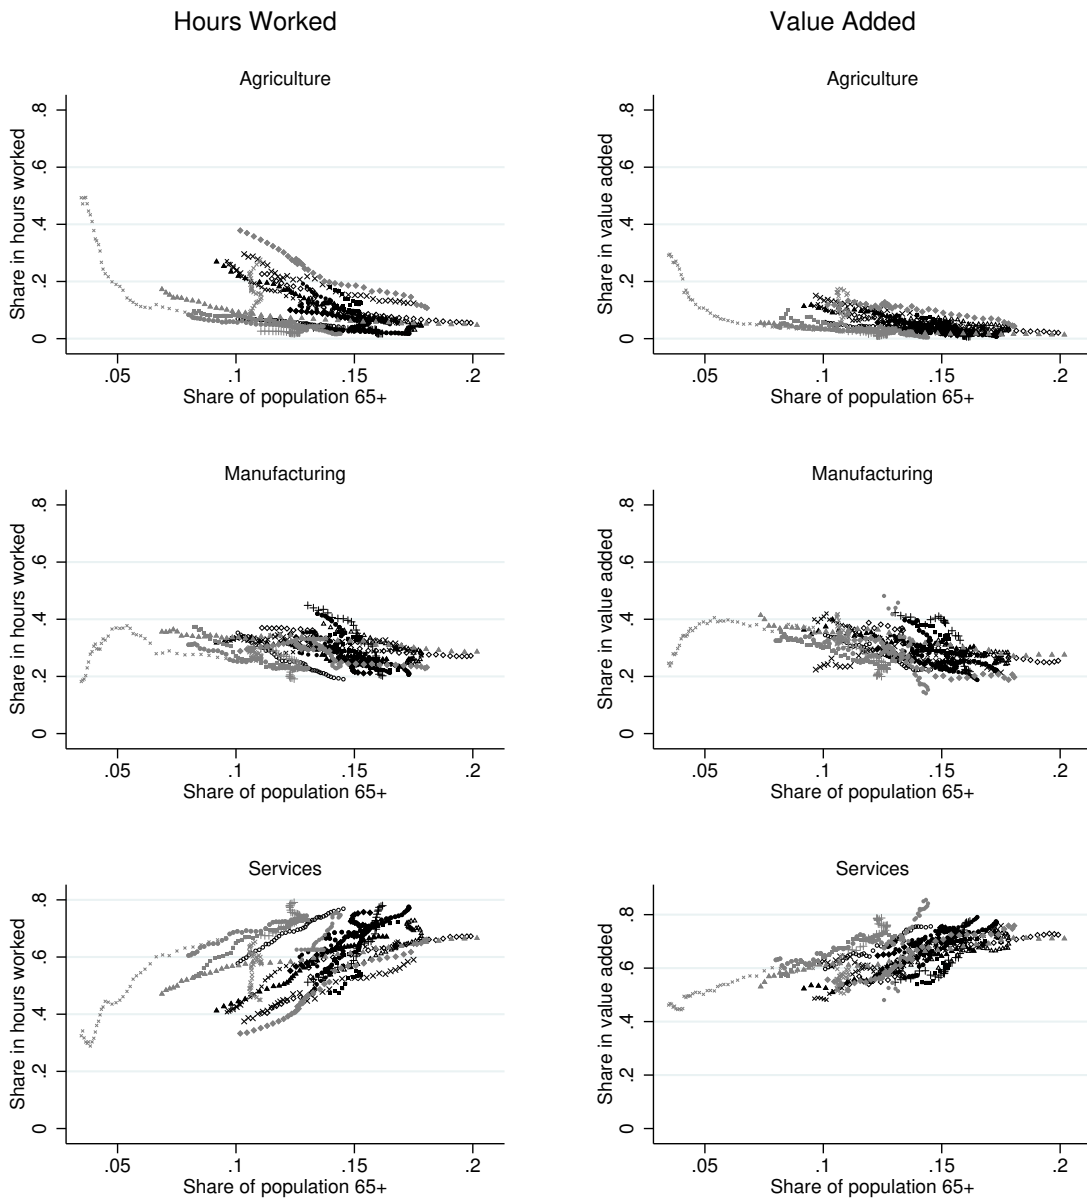 Hours Worked
Value Added
Agriculture
Share in hours worked
0 .2 .4 .6 .8
.05 .1 .15 .2
Share of population 65+
Agriculture
Share in value added
0 .2 .4 .6 .8
.05 .1 .15 .2
Share of population 65+
Manufacturing
Share in hours worked
0 .2 .4 .6 .8
.05 .1 .15 .2
Share of population 65+
Manufacturing
Share in value added
0 .2 .4 .6 .8
.05 .1 .15 .2
Share of population 65+
Services
Share in hours worked
0 .2 .4 .6 .8
.05 .1 .15 .2
Share of population 65+
Services
Share in value added
0 .2 .4 .6 .8
.05 .1 .15 .2
Share of population 65+